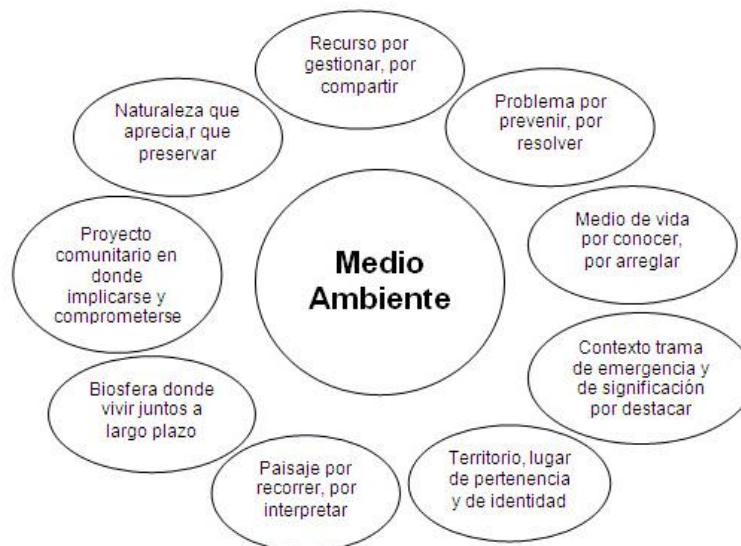 Recurso por
gestionar, por
compartir
Problema por
prevenir, por
resolver
Medio de vida
por conocer,
por arreglar
Contexto trama
de emergencia y
de significación
por destacar
Territorio, lugar
de pertenencia
y de identidad
Paisaje por
recorrer, por
interpretar
Biosfera donde
vivir juntos a
largo plazo
Proyecto
comunitario en
donde
implicarse y
comprometerse
Naturaleza que
aprecia,r que
preservar
Medio
Ambiente